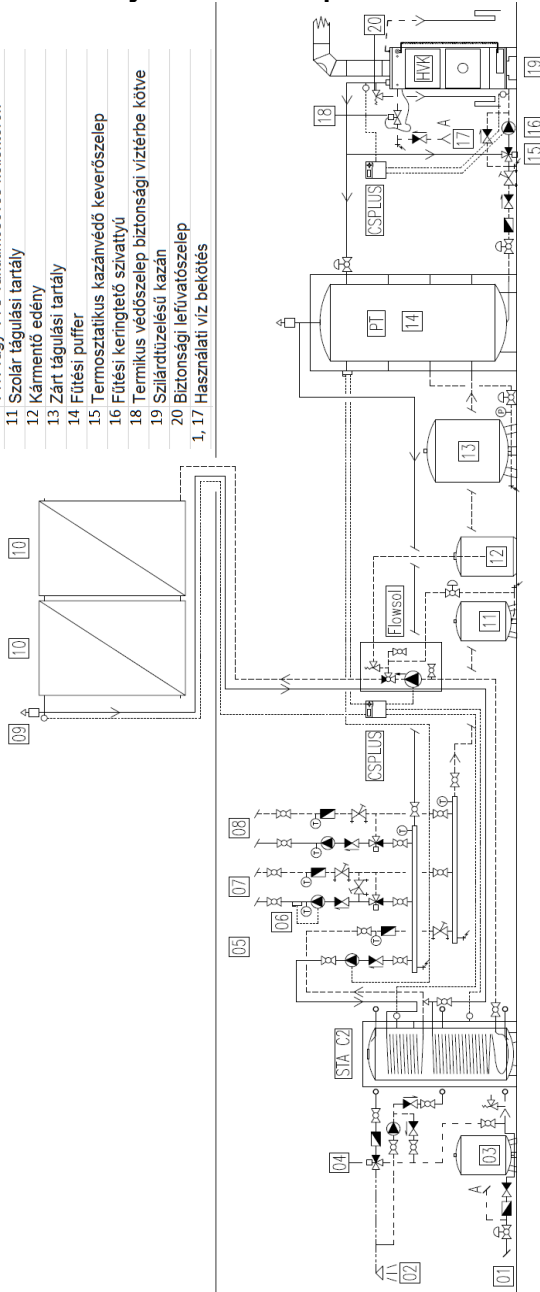 11 Szolár tágulási tartály
12 Kármentő edény
13 Zárt tágulási tartály
14 Fűtési puffer
15 Termosztatikus kazánvédő keverőszelep
16 Fűtési keringtető szivattyú
18 Termikus védőszelep biztonsági víztérbe kötve
19 Szilárdtüzelésű kazán
20 Biztonsági lefúvatószelep
1, 17 Használati víz bekötés
09
10
10
05
06
07
08
T
T
T
T
T
T
STA C2
04
02
03
A
01
CSPLUS
Flowsol
11
12
13
P
PT
14
CSPLUS
18
20
17
A
HVK
15
16
19